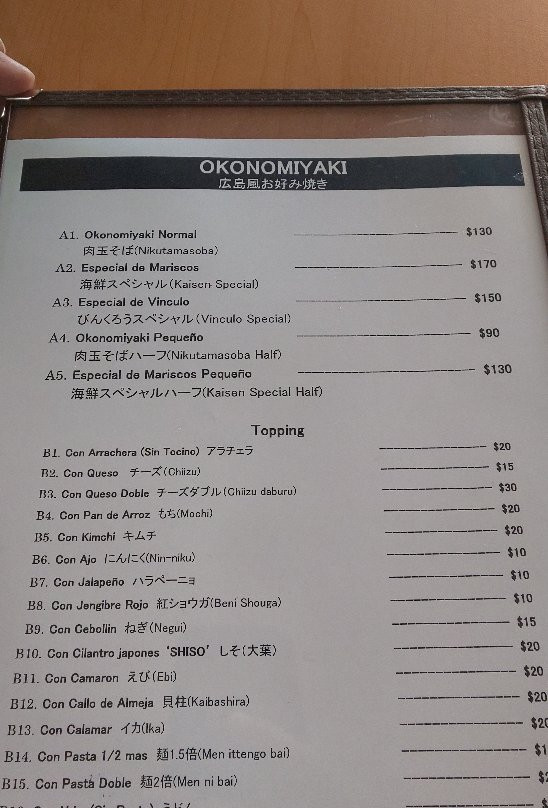 OKONOMIYAKI
広島風お好み焼き
A1. Okonomiyaki Normal $130
肉玉そば(Nikutamasoba)
A2. Especial de Mariscos $170
海鮮スペシャル(Kaisen Special)
A3. Especial de Vinculo $150
びんくろうスペシャル(Vinculo Special)
A4. Okonomiyaki Pequeño $90
肉玉そばハーフ(Nikutamasoba Half)
A5. Especial de Mariscos Pequeño $130
海鮮スペシャルハーフ(Kaisen Special Half)
Topping
B1. Con Arrachera (Sin Tocino) アラチェラ $20
B2. Con Queso チーズ(Chiizu) $15
B3. Con Queso Doble チーズダブル(Chiizu daburu) $30
B4. Con Pan de Arroz もち(Mochi) $20
B5. Con Kimchi キムチ $20
B6. Con Ajo にんにく(Nin-niku) $10
B7. Con Jalapeño ハラペーニョ $10
B8. Con Jengibre Rojo 紅ショウガ(Beni Shouga) $10
B9. Con Cebollin ねぎ(Negui) $15
B10. Con Cilantro japones 'SHISO' しそ(大葉) $20
B11. Con Camaron えび(Ebi) $20
B12. Con Callo de Almeja 貝柱(Kaibashira) $20
B13. Con Calamar イカ(Ika)
B14. Con Pasta 1/2 mas 麺1.5倍(Men ittengo bai)
B15. Con Pasta Doble 麺2倍(Men ni bai)